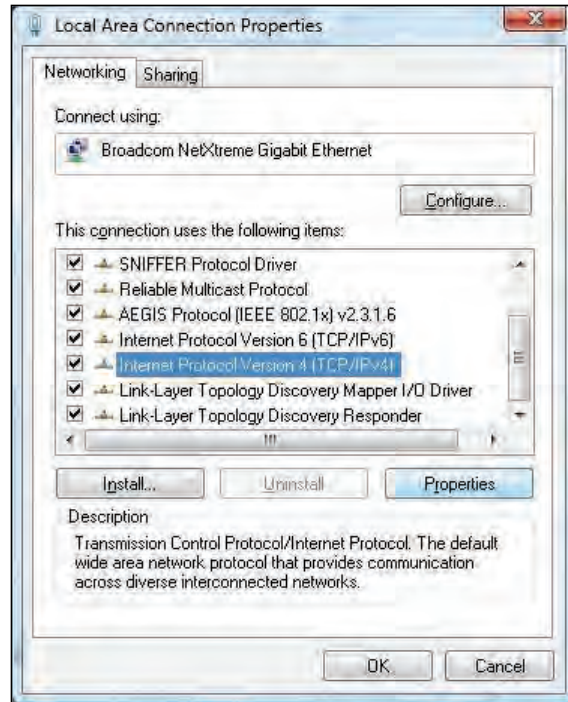 Local Area Connection Properties
Networking
Sharing
Connect using:
Broadcom NetXtreme Gigabit Ethernet
Configure...
This connection uses the following items:
SNIFFER Protocol Driver
Reliable Multicast Protocol
AEGIS Protocol (IEEE 802.1x) v2.3.1.6
Internet Protocol Version 6 (TCP/IPv6)
Internet Protocol Version 4 (TCP/IPv4)
Link-Layer Topology Discovery Mapper I/O Driver
Link-Layer Topology Discovery Responder
Install...
Uninstall
Properties
Description
Transmission Control Protocol/Internet Protocol. The default
wide area network protocol that provides communication
across diverse interconnected networks.
OK
Cancel